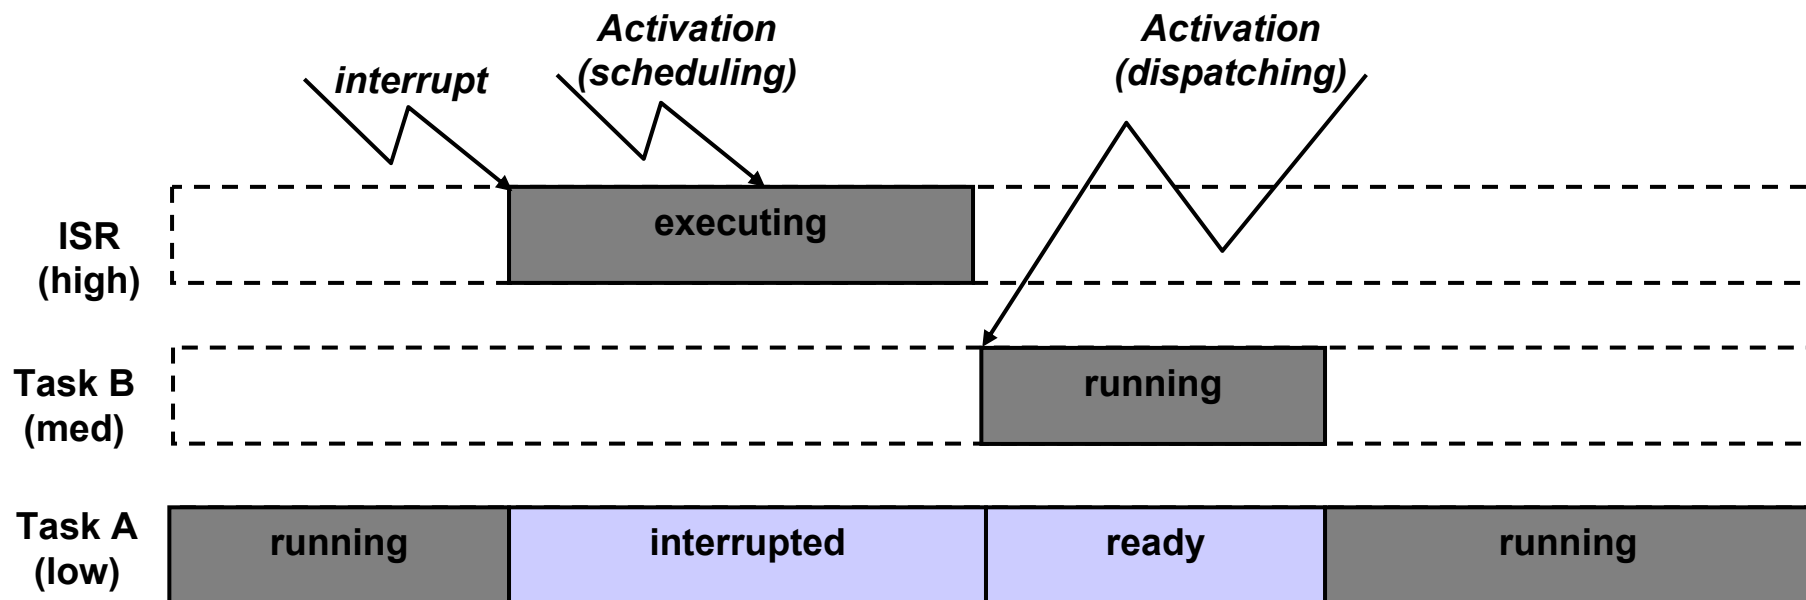 Activation
(scheduling)
Activation
(dispatching)
interrupt
ISR
(high)
executing
Task B
(med)
running
Task A
(low)
running
interrupted
ready
running